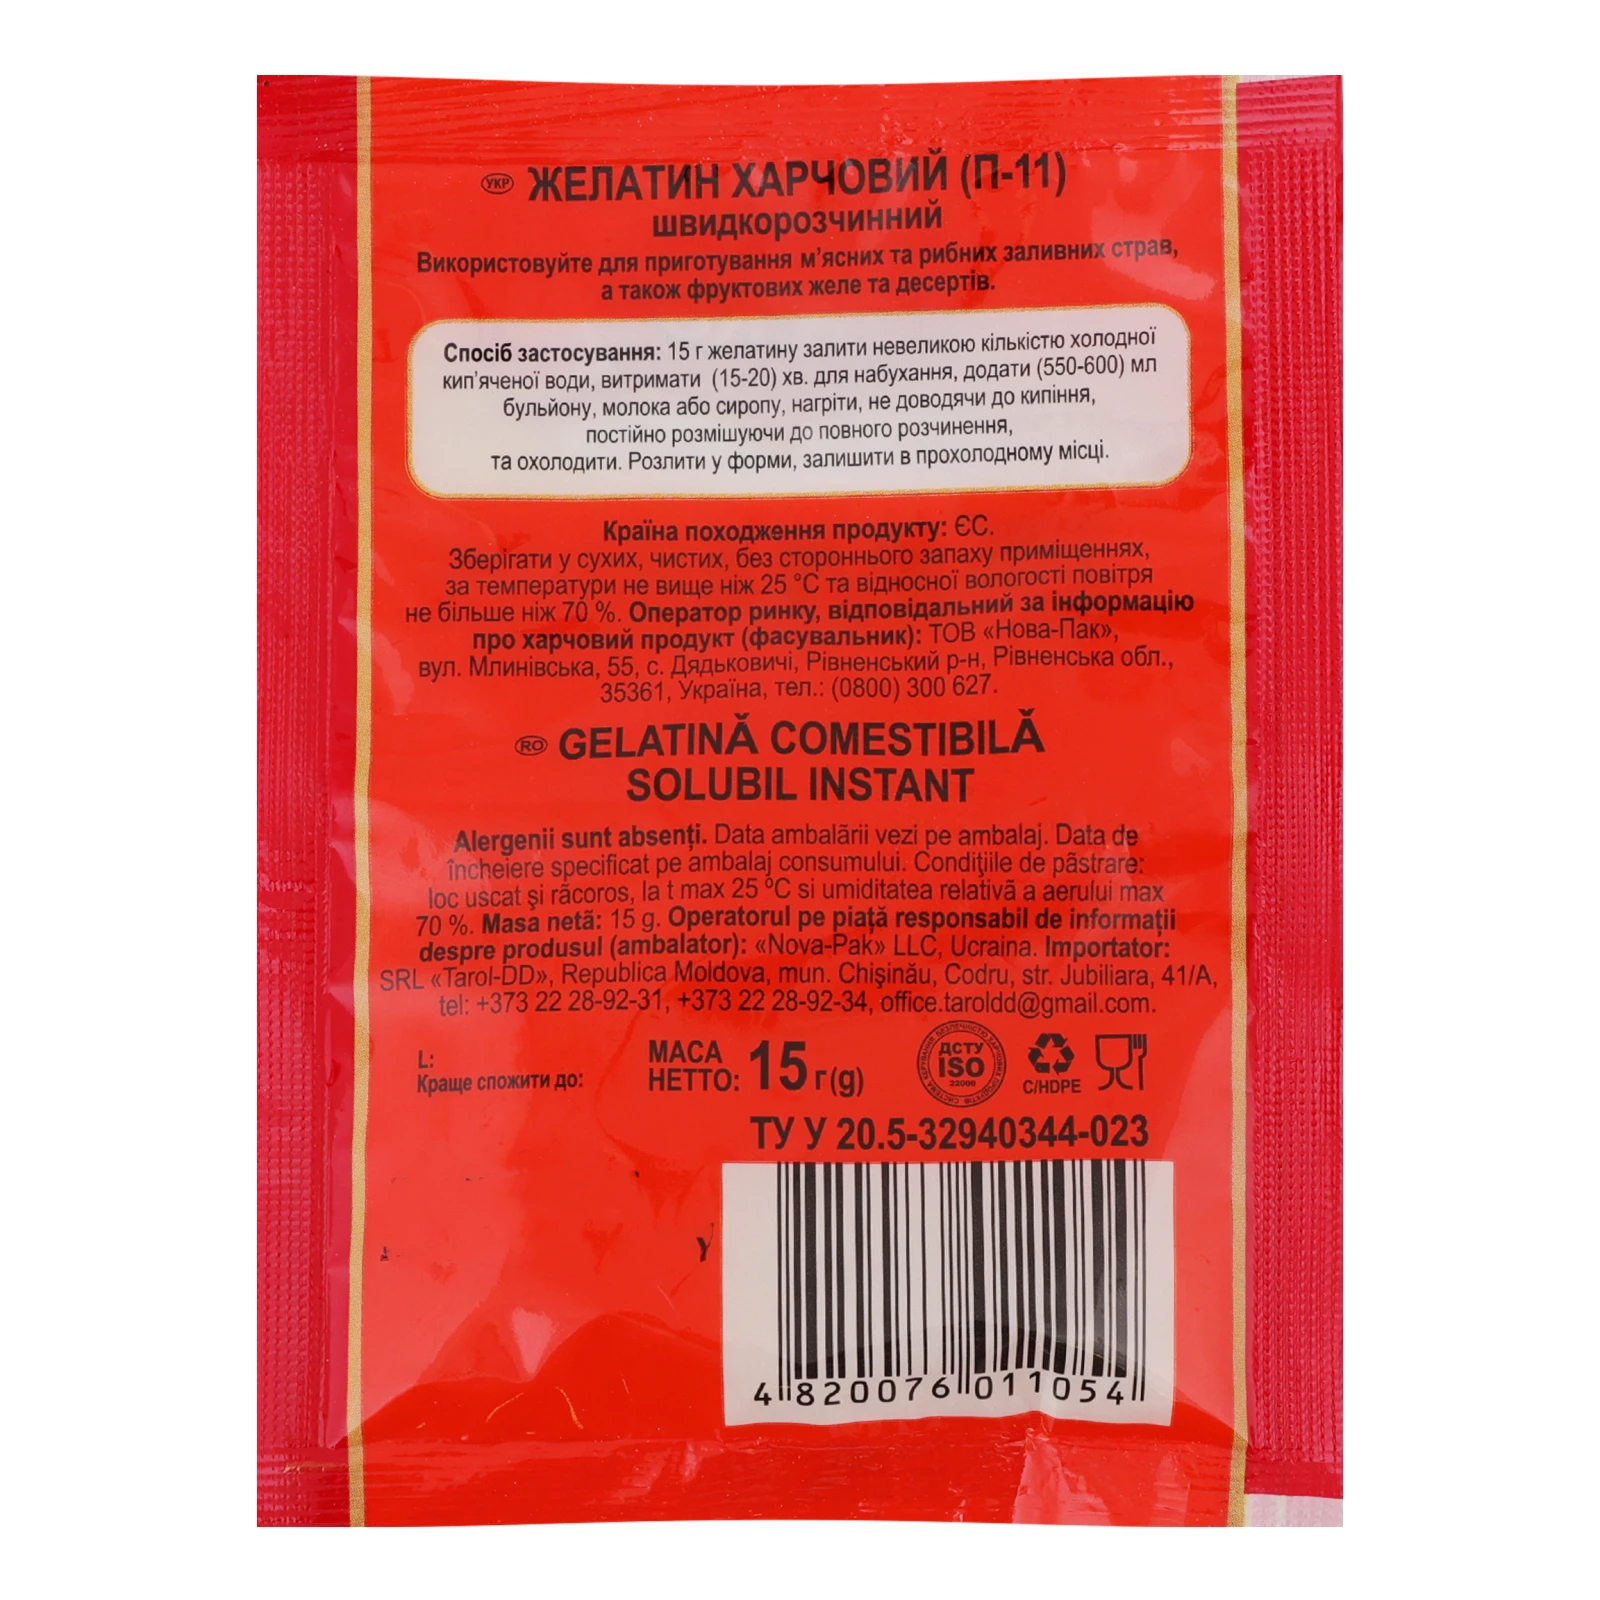 УКР ЖЕЛАТИН ХАРЧОВИЙ (П-11)
швидкорозчинний
Використовуйте для приготування м'ясних та рибних заливних страв,
а також фруктових желе та десертів.
Спосіб застосування: 15 г желатину залити невеликою кількістю холодної
кип'яченої води, витримати (15-20) хв. для набухання, додати (550-600) мл
бульйону, молока або сиропу, нагріти, не доводячи до кипіння,
постійно розмішуючи до повного розчинення,
та охолодити. Розлити у форми, залишити в прохолодному місці.
Країна походження продукту: ЄС.
Зберігати у сухих, чистих, без стороннього запаху приміщеннях,
за температури не вище ніж 25 °С та відносної вологості повітря
не більше ніж 70 %. Оператор ринку, відповідальний за інформацію
про харчовий продукт (фасувальник): ТОВ «Нова-Пак»,
вул. Млинівська, 55, с. Дядьковичі, Рівненський р-н, Рівненська обл.,
35361, Україна, тел.: (0800) 300 627.
RO GELATINĂ COMESTIBILĂ
SOLUBIL INSTANT
Alergenii sunt absenți. Data ambalãrii vezi pe ambalaj. Data de
încheiere specificat pe ambalaj consumului. Condiţiile de pãstrare:
loc uscat şi rãcoros, la t max 25 °C si umiditatea relativã a aerului max
70 %. Masa netã: 15 g. Operatorul pe piață responsabil de informații
despre produsul (ambalator): «Nova-Pak» LLC, Ucraina. Importator:
SRL «Tarol-DD», Republica Moldova, mun. Chişinău, Codru, str. Jubiliara, 41/A,
tel: +373 22 28-92-31, +373 22 28-92-34, office.taroldd@gmail.com.
L:
Краще спожити до:
МАСА
НЕТТО: 15 г(g)
ДСТУ
ISO
22000
C/HDPE
ТУ У 20.5-32940344-023
4 820076 011054